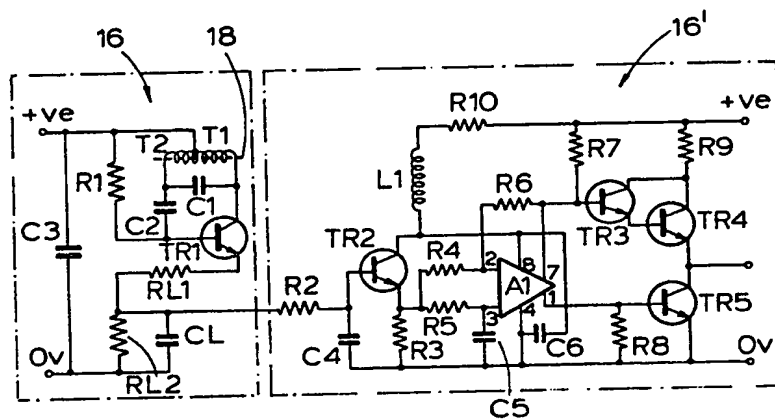 16
18
16'
+ve
T2
T1
R1
C1
C2
C3
TR1
RL1
CL
0v
RL2
R10
+ve
R7
R9
L1
R6
TR3
TR4
TR2
R4
2
8
7
A1
R2
1
TR5
R5
3
4
C4
R3
C6
R8
0v
C5